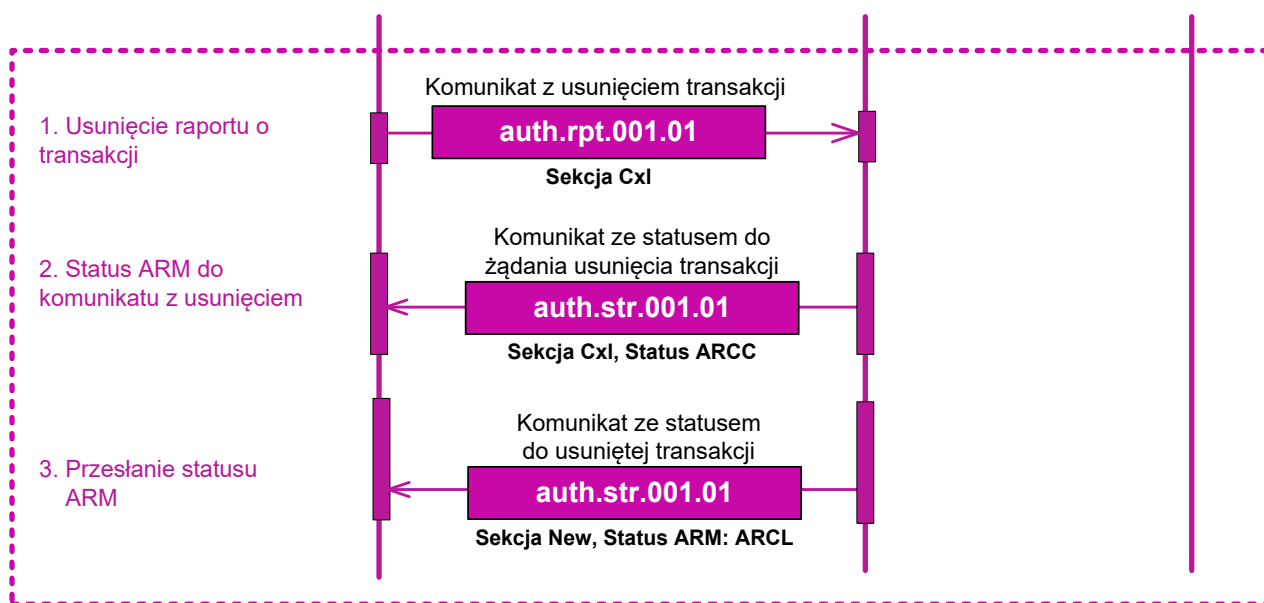 1. Usunięcie raportu o
transakcji
Komunikat z usunięciem transakcji
auth.rpt.001.01
Sekcja Cxl
2. Status ARM do
komunikatu z usunięciem
Komunikat ze statusem do
żądania usunięcia transakcji
auth.str.001.01
Sekcja Cxl, Status ARCC
3. Przesłanie statusu
ARM
Komunikat ze statusem
do usuniętej transakcji
auth.str.001.01
Sekcja New, Status ARM: ARCL